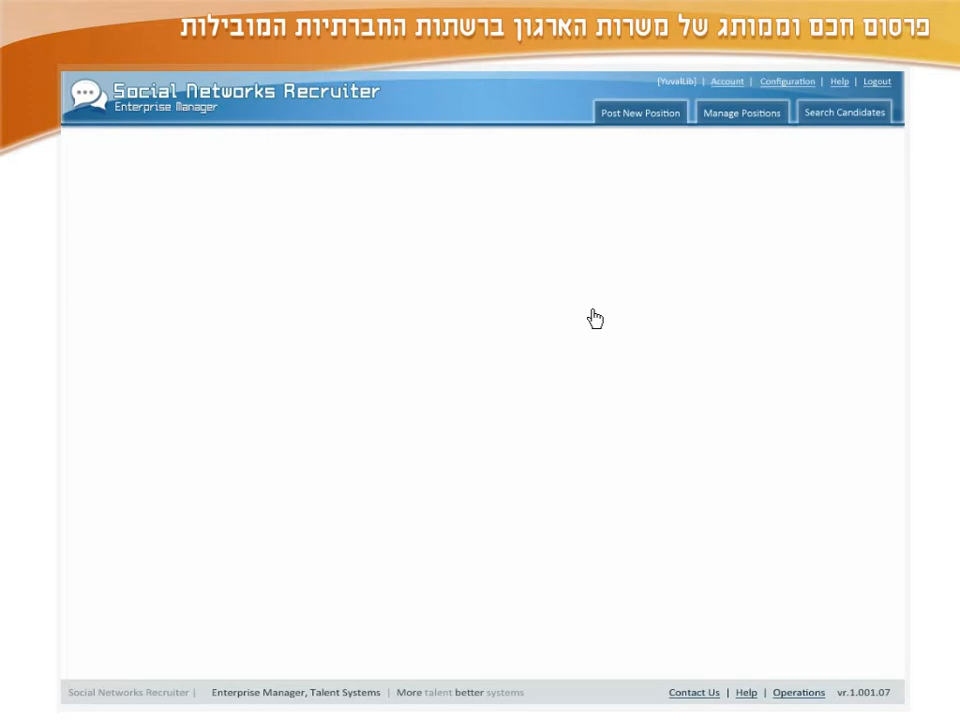 פרסום חכם וממותג של משרות הארגון ברשתות החברתיות המובילות
[YuvalLib] | Account | Configuration | Help | Logout
Social Networks Recruiter
Enterprise Manager
Post New Position Manage Positions Search Candidates
Social Networks Recruiter | Enterprise Manager, Talent Systems | More talent better systems Contact Us | Help | Operations vr.1.001.07